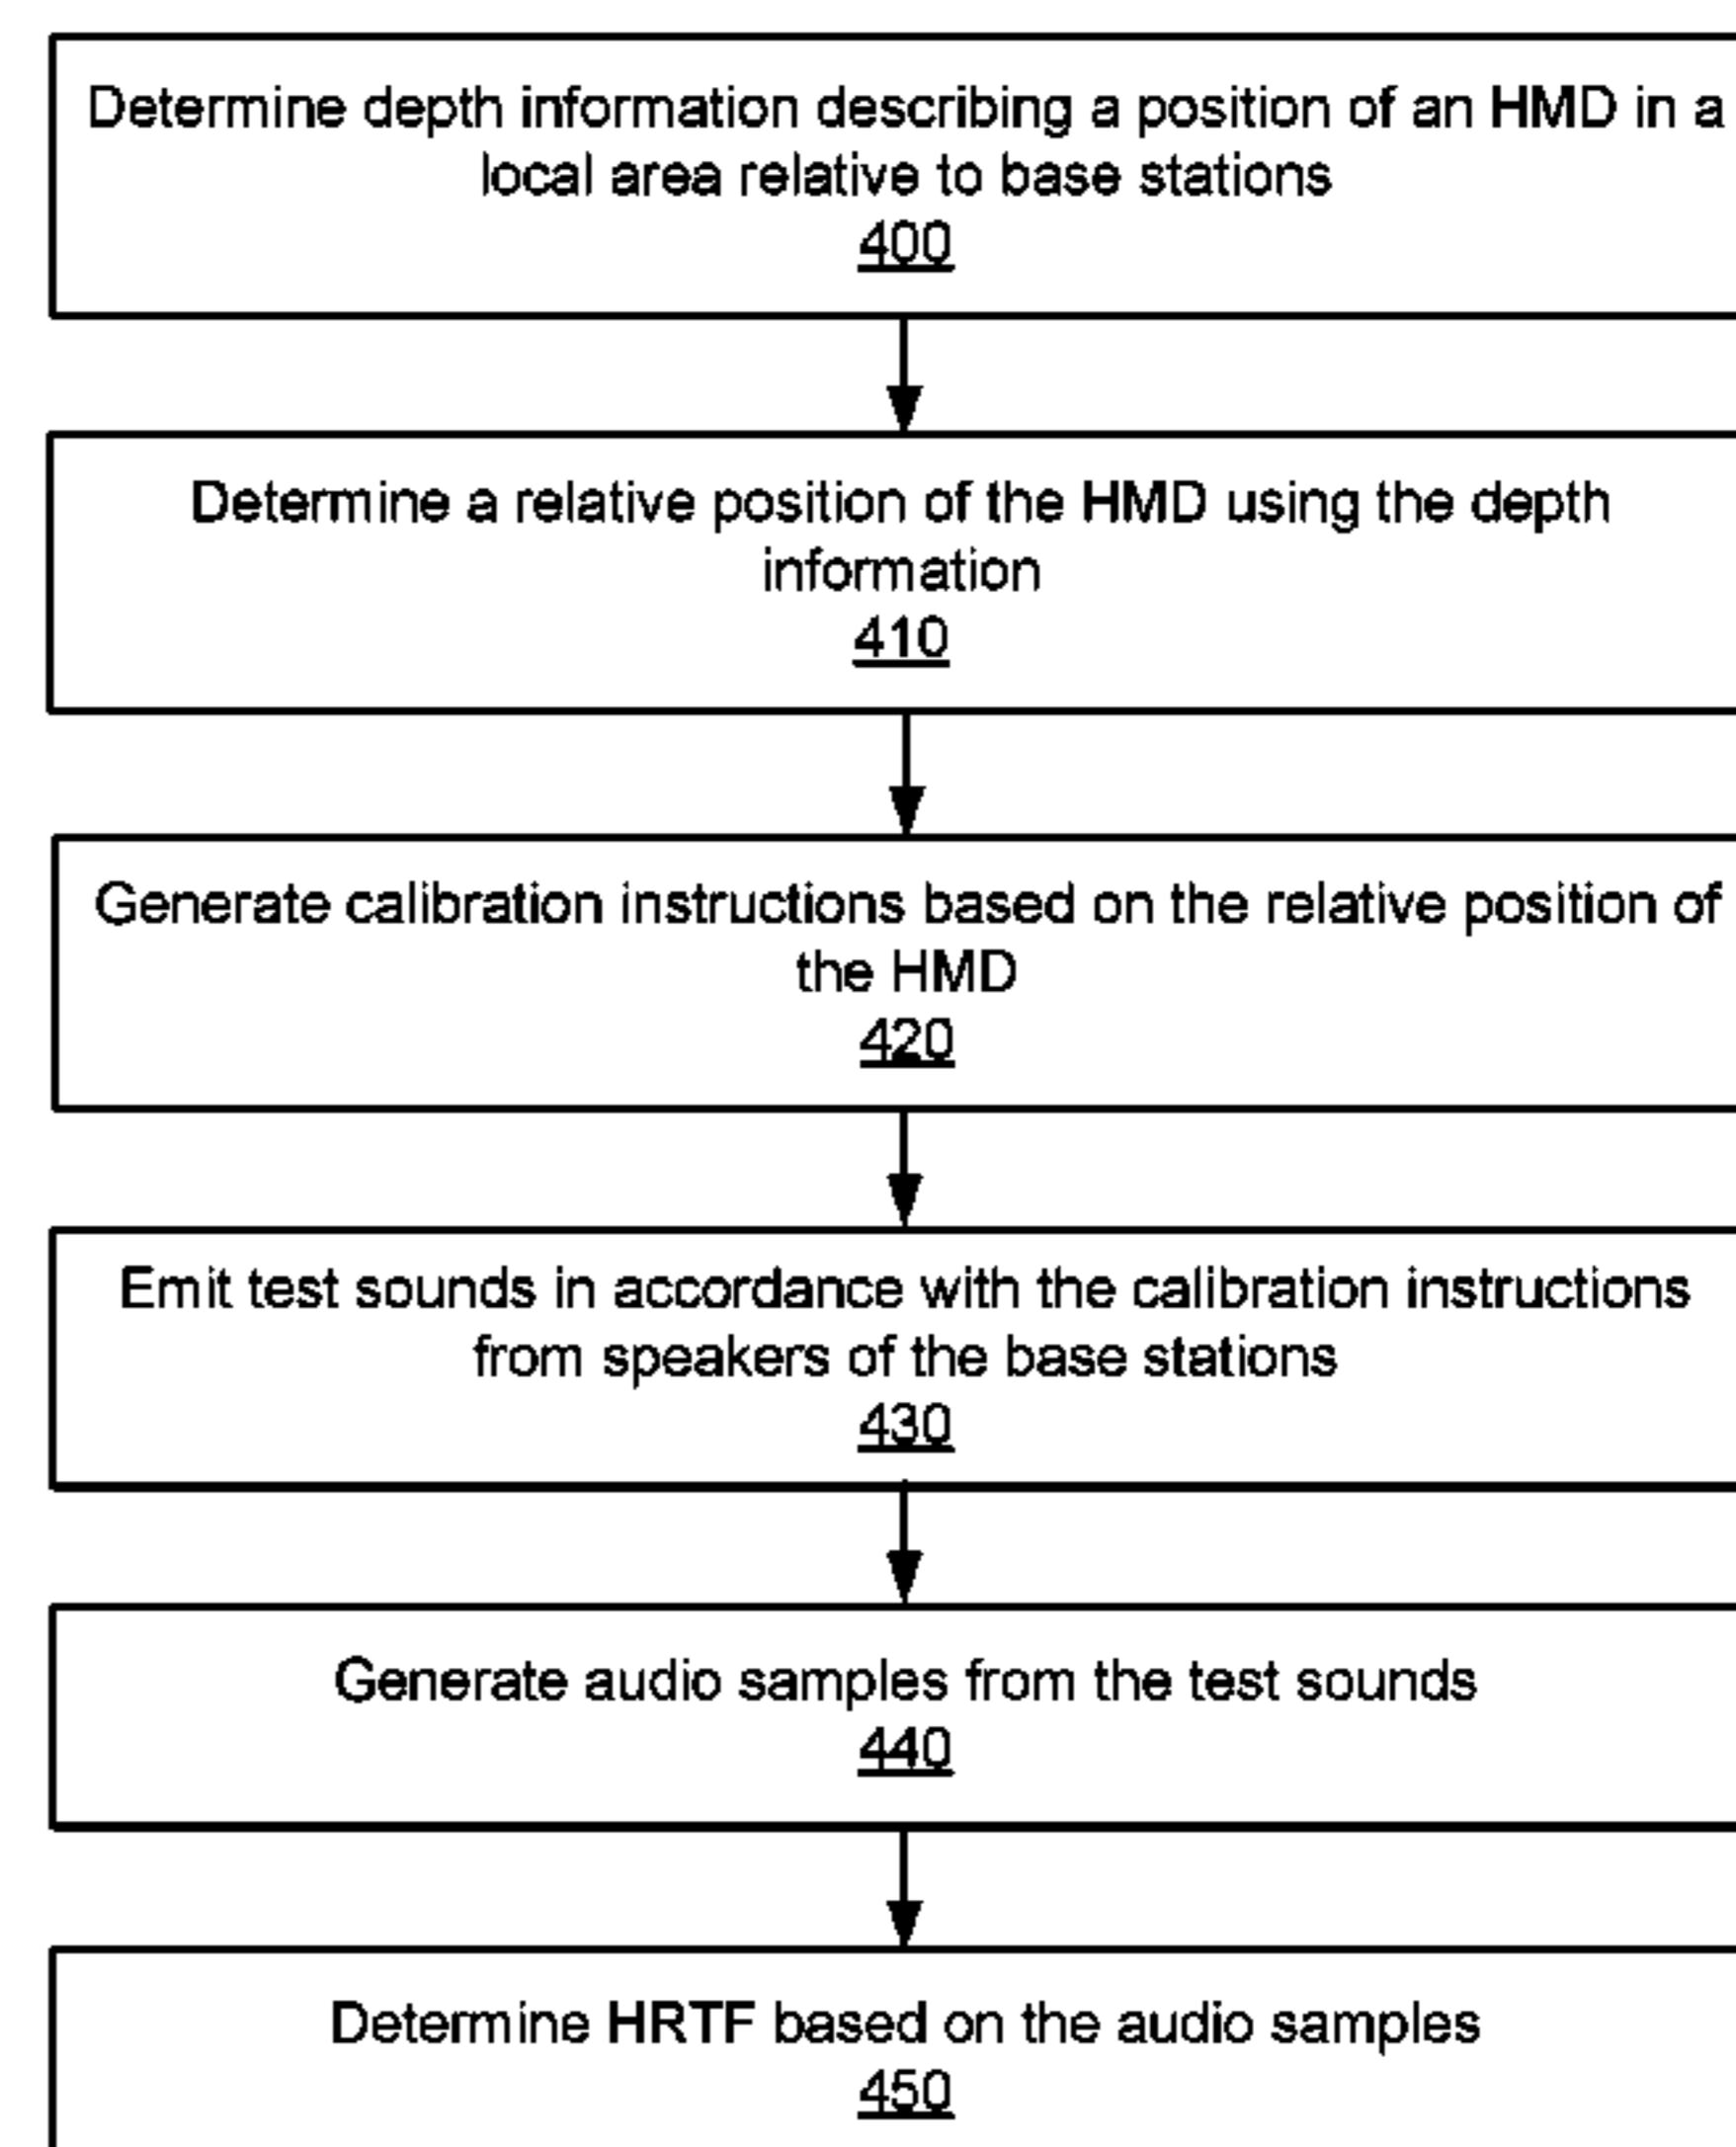 Determine depth information describing a position of an HMD in a
local area relative to base stations
400
Determine a relative position of the HMD using the depth
information
410
Generate calibration instructions based on the relative position of
the HMD
420
Emit test sounds in accordance with the calibration instructions
from speakers of the base stations
430
Generate audio samples from the test sounds
440
Determine HRTF based on the audio samples
450